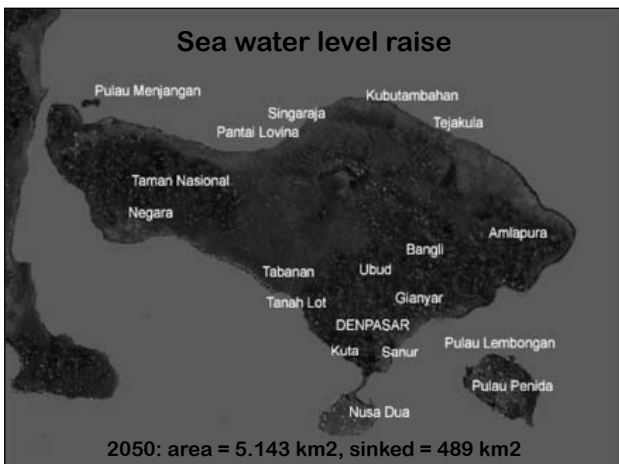 Sea water level raise
Pulau Menjangan
Kubutambahan
Singaraja
Tejakula
Pantai Lovina
Taman Nasional
Negara
Amlapura
Bangli
Tabanan
Ubud
Tanah Lot
Gianyar
DENPASAR
Pulau Lembongan
Kuta
Sanur
Pulau Penida
Nusa Dua
2050: area = 5.143 km2, sinked = 489 km2